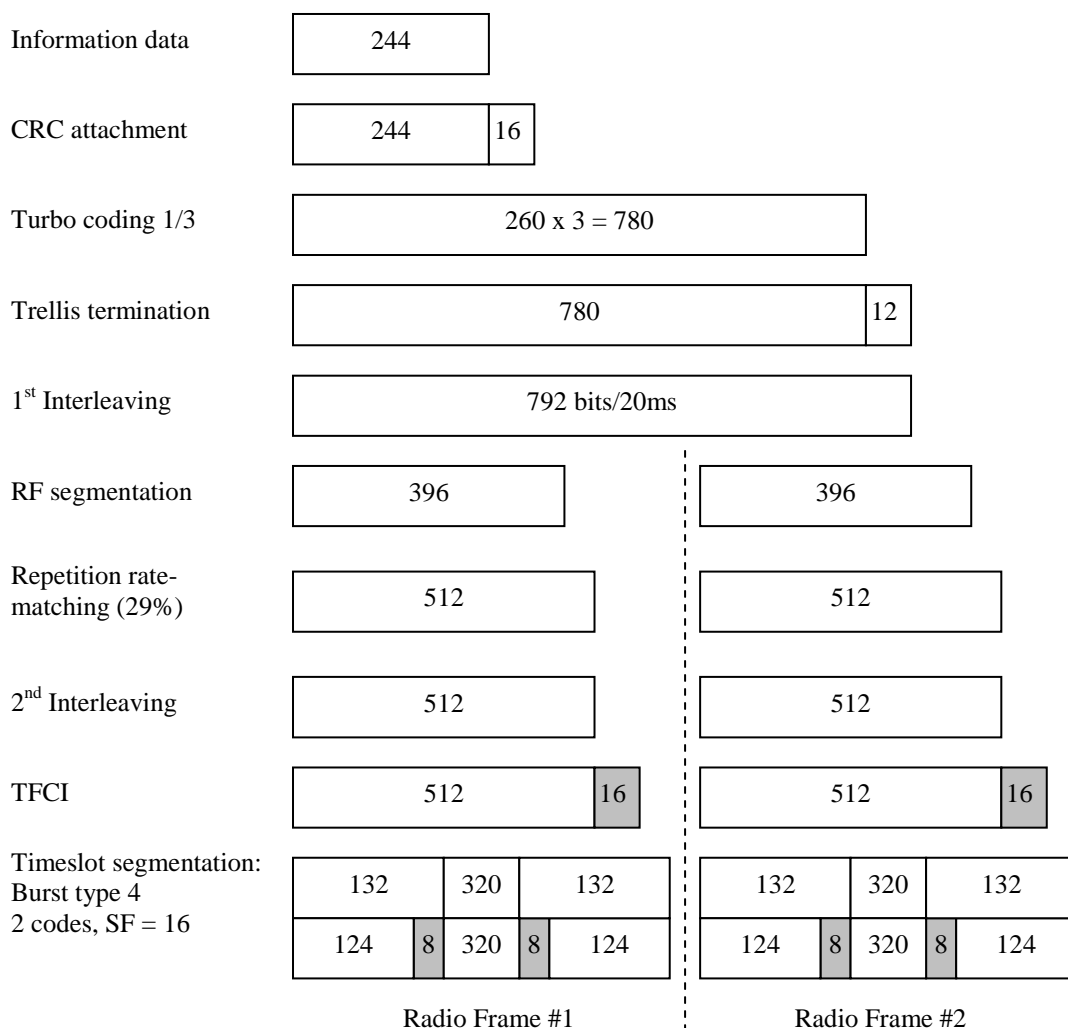 Information data
244
CRC attachment
244 16
Turbo coding 1/3
260 x 3 = 780
Trellis termination
780 12
1st Interleaving
792 bits/20ms
RF segmentation
396 396
Repetition rate-
matching (29%)
512 512
2nd Interleaving
512 512
TFCI
512 16 512 16
Timeslot segmentation:
Burst type 4
2 codes, SF = 16
132 320 132 132 320 132
124 8 320 8 124 124 8 320 8 124
Radio Frame #1 Radio Frame #2